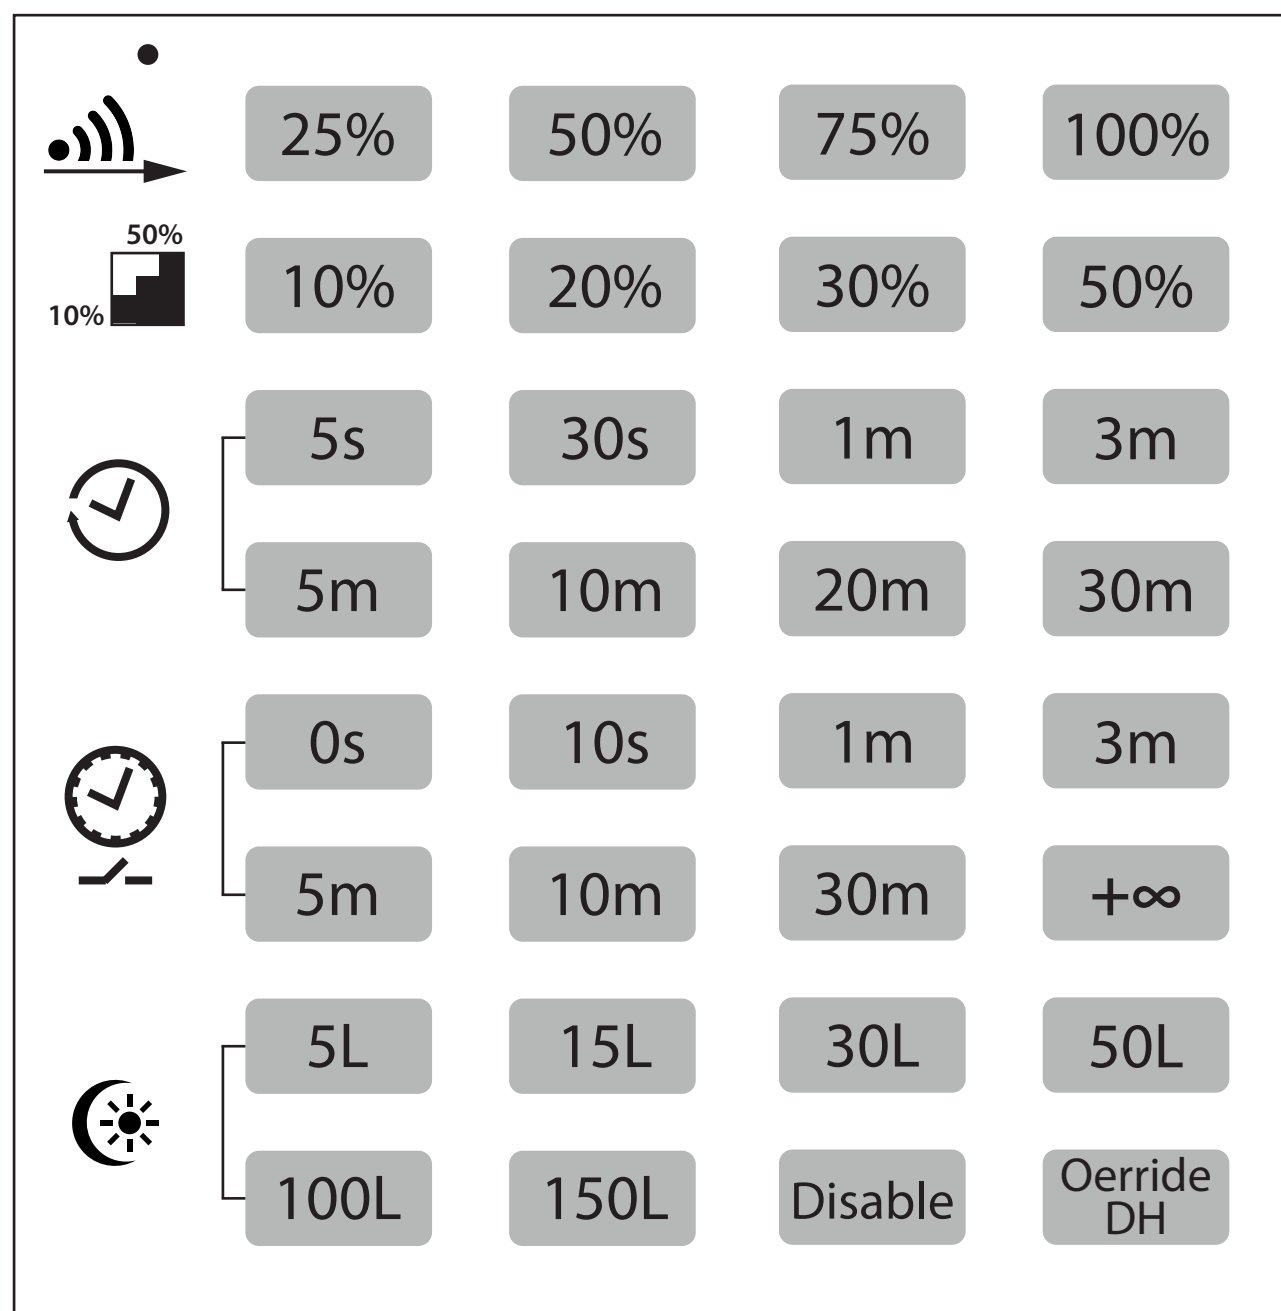 25% 50% 75% 100%
50%
10%
10% 20% 30% 50%
5s 30s 1m 3m
5m 10m 20m 30m
0s 10s 1m 3m
5m 10m 30m +∞
5L 15L 30L 50L
100L 150L Disable Oerride
DH